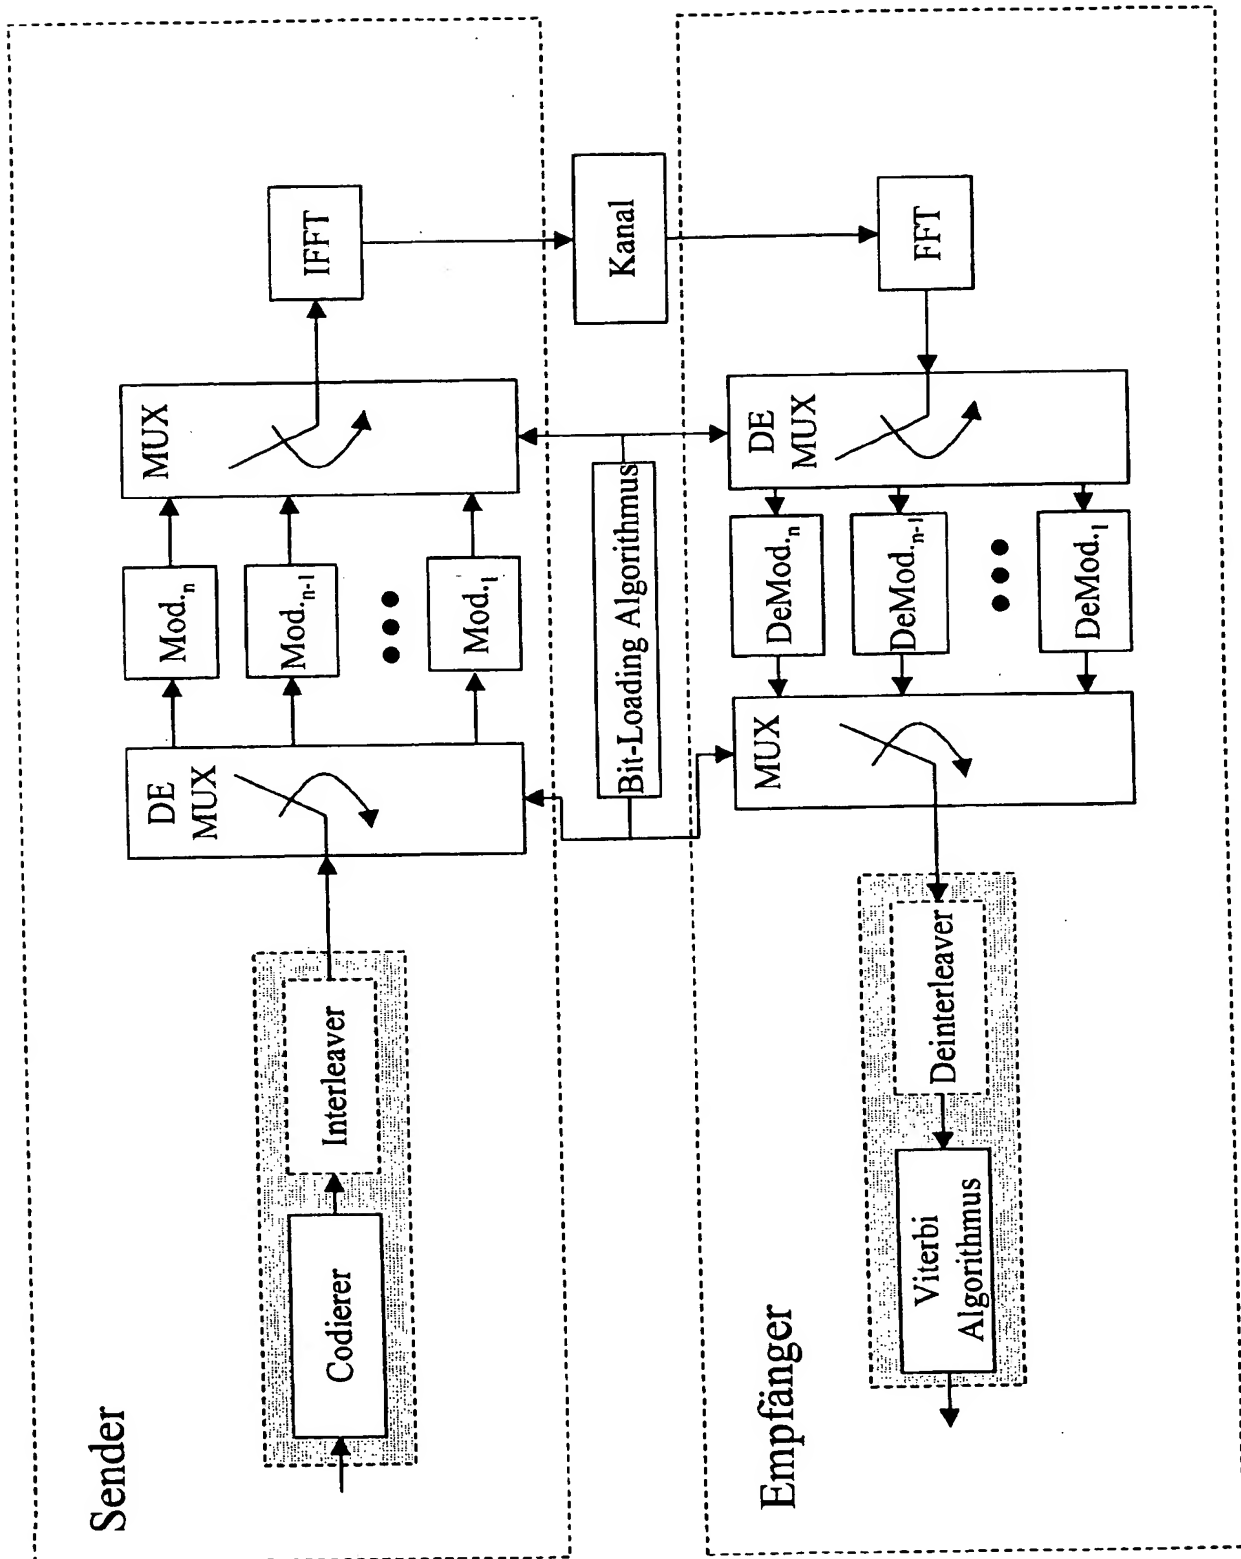 Sender
Codierer
Interleaver
DE
MUX
Mod.n
Mod.n-1
Mod.1
MUX
IFFT
Bit-Loading Algorithmus
Kanal
Empfänger
Viterbi
Algorithmus
Deinterleaver
MUX
DeMod.n
DeMod.n-1
DeMod.1
DE
MUX
FFT